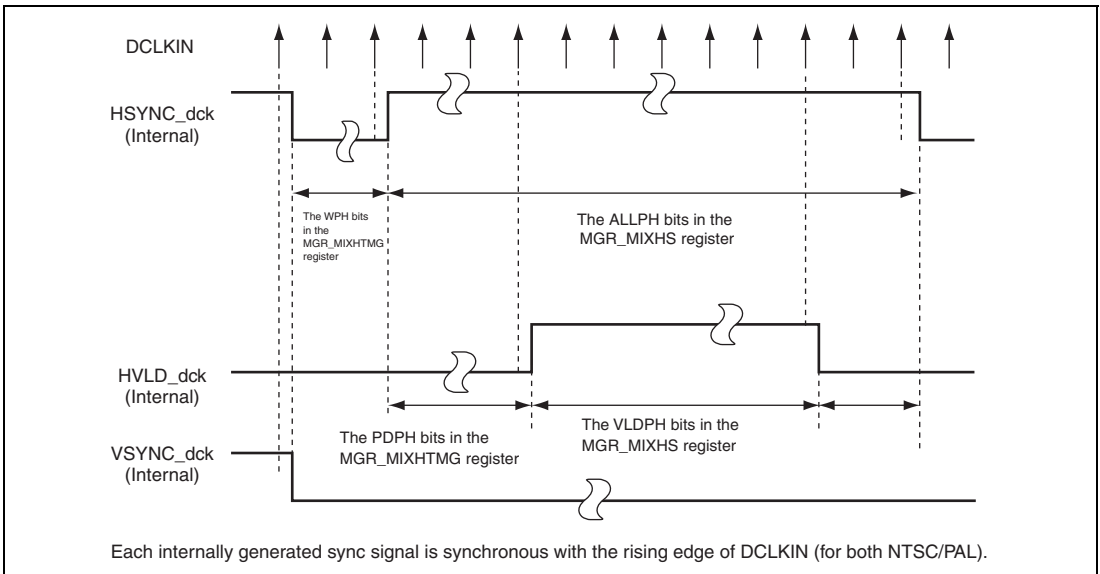 DCLKIN
HSYNC_dck
(Internal)
The WPH bits
in the
MGR_MIXHTMG
register
The ALLPH bits in the
MGR_MIXHS register
HVLD_dck
(Internal)
The PDPH bits in the
MGR_MIXHTMG register
The VLDPH bits in the
MGR_MIXHS register
VSYNC_dck
(Internal)
Each internally generated sync signal is synchronous with the rising edge of DCLKIN (for both NTSC/PAL).